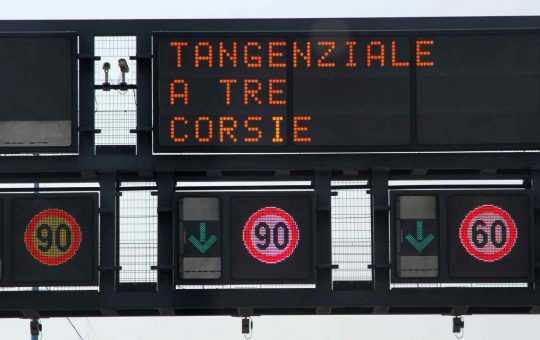 TANGENZIALE
A TRE
CORSIE
90 90 60